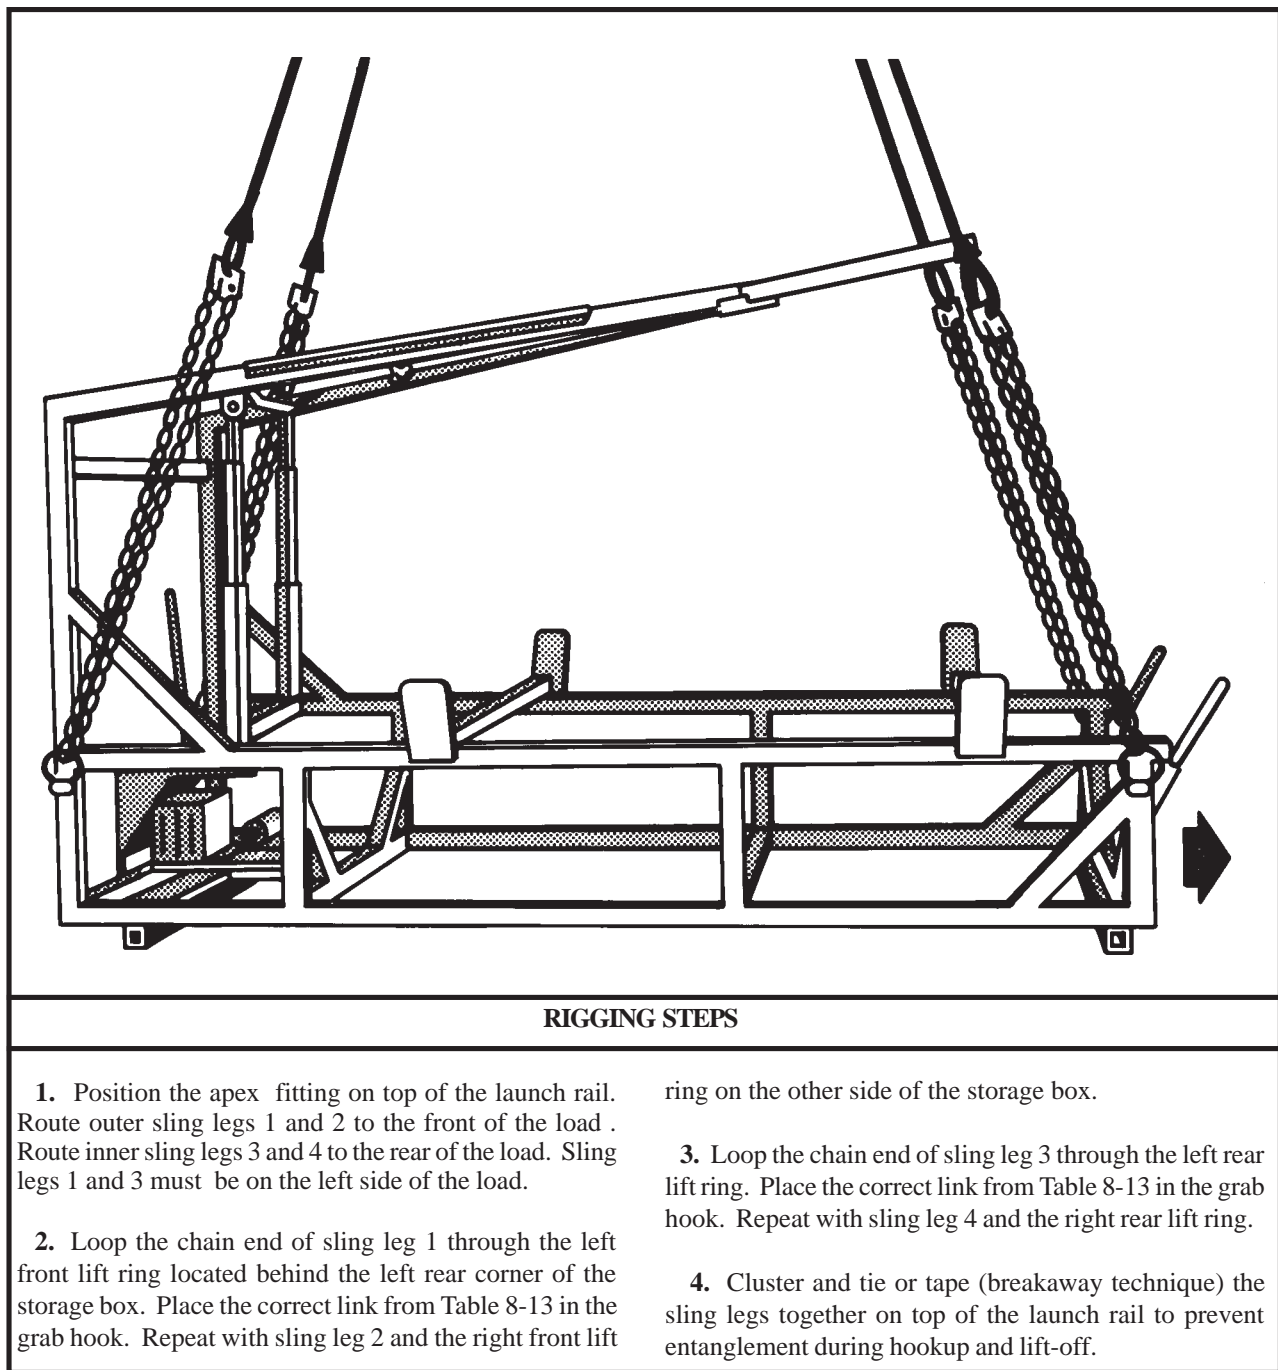 RIGGING STEPS
1. Position the apex fitting on top of the launch rail.
Route outer sling legs 1 and 2 to the front of the load .
Route inner sling legs 3 and 4 to the rear of the load. Sling
legs 1 and 3 must be on the left side of the load.
2. Loop the chain end of sling leg 1 through the left
front lift ring located behind the left rear corner of the
storage box. Place the correct link from Table 8-13 in the
grab hook. Repeat with sling leg 2 and the right front lift
ring on the other side of the storage box.
3. Loop the chain end of sling leg 3 through the left rear
lift ring. Place the correct link from Table 8-13 in the grab
hook. Repeat with sling leg 4 and the right rear lift ring.
4. Cluster and tie or tape (breakaway technique) the
sling legs together on top of the launch rail to prevent
entanglement during hookup and lift-off.